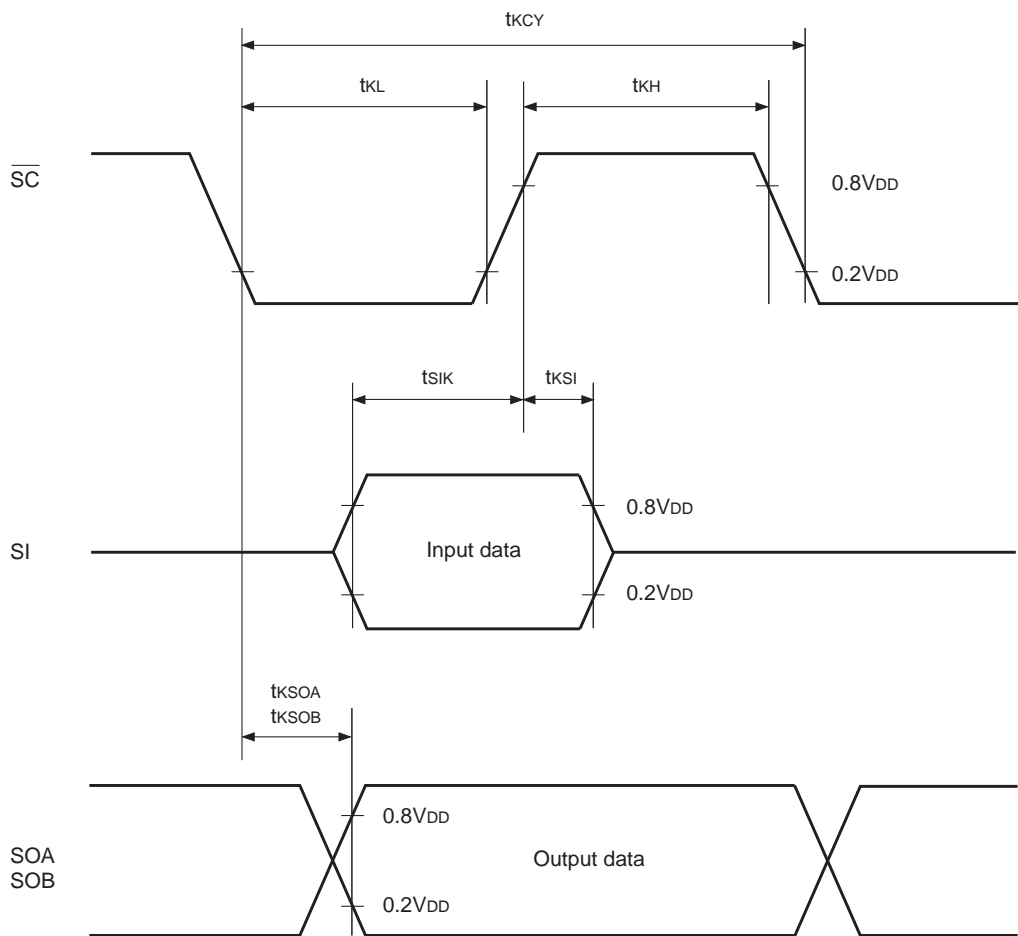 tKCY
tKL
tKH
SC
0.8VDD
0.2VDD
tSIK
tKSI
SI
Input data
0.8VDD
0.2VDD
tKSOA
tKSOB
SOA
SOB
0.8VDD
Output data
0.2VDD